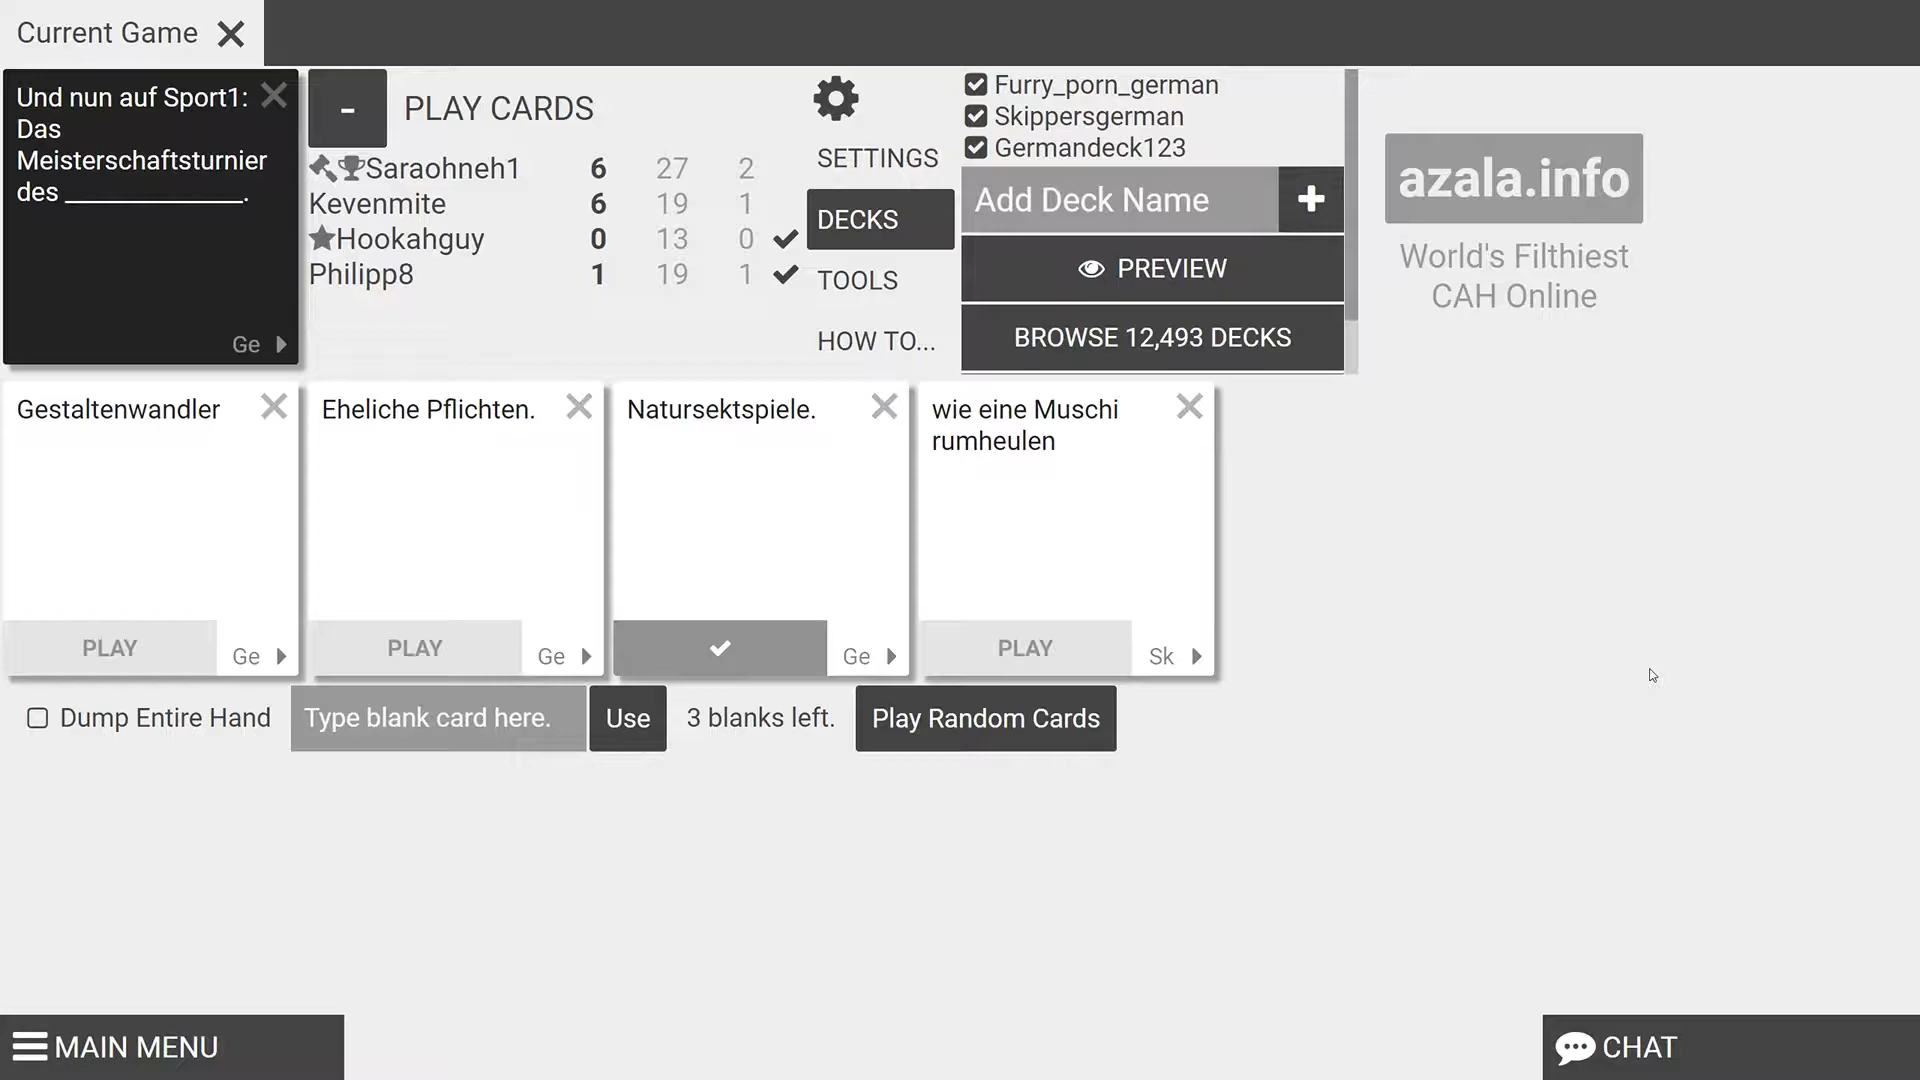 Current Game
Und nun auf Sport1:
Das
Meisterschaftsturnier
des _____________.
Ge
-
PLAY CARDS
Saraohneh1 6 27 2
Kevenmite 6 19 1
Hookahguy 0 13 0
Philipp8 1 19 1
SETTINGS
DECKS
TOOLS
HOW TO...
Furry_porn_german
Skippersgerman
Germandeck123
Add Deck Name
PREVIEW
BROWSE 12,493 DECKS
azala.info
World's Filthiest
CAH Online
Gestaltenwandler
PLAY
Ge
Eheliche Pflichten.
PLAY
Ge
Natursektspiele.
Ge
wie eine Muschi
rumheulen
PLAY
Sk
Dump Entire Hand
Type blank card here.
Use
3 blanks left.
Play Random Cards
MAIN MENU
CHAT